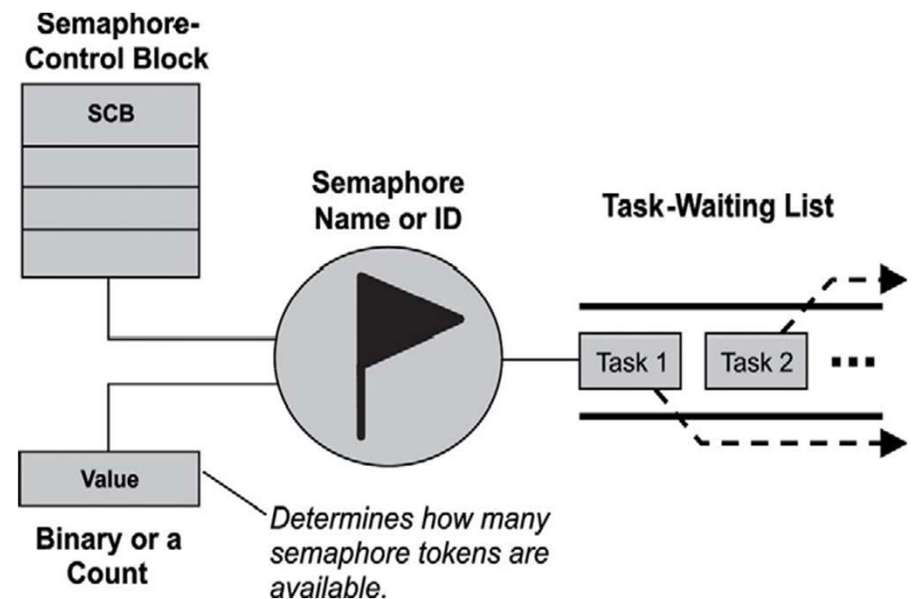 Semaphore-
Control Block
SCB
Semaphore
Name or ID
Task-Waiting List
Task 1
Task 2
Value
Binary or a
Count
Determines how many
semaphore tokens are
available.